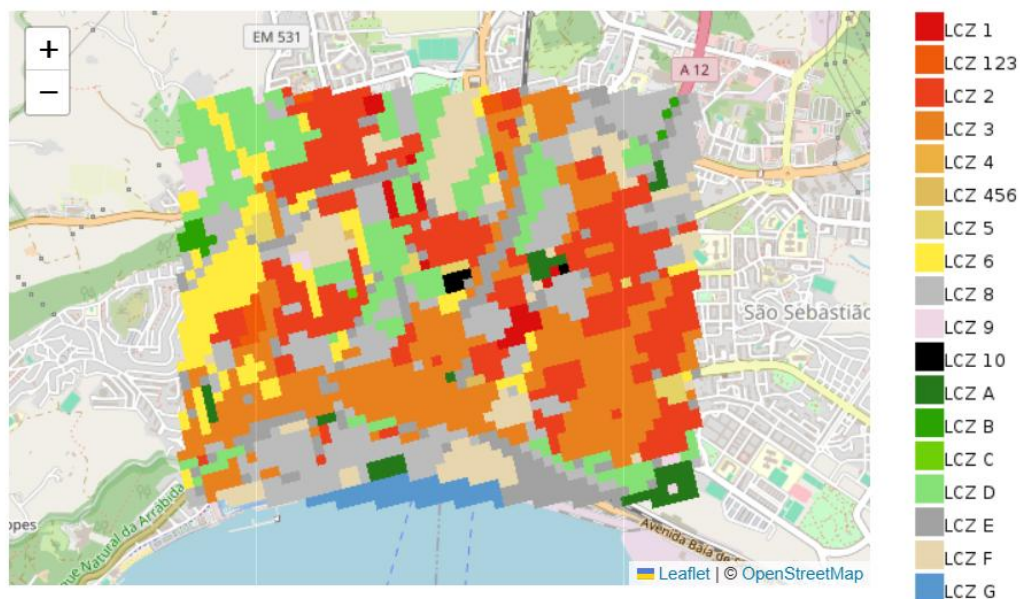 +
−
EM 531
A 12
São Sebastião
opes
que Natural da Arrábida
Avenida Baía de
Leaflet | © OpenStreetMap
LCZ 1
LCZ 123
LCZ 2
LCZ 3
LCZ 4
LCZ 456
LCZ 5
LCZ 6
LCZ 8
LCZ 9
LCZ 10
LCZ A
LCZ B
LCZ C
LCZ D
LCZ E
LCZ F
LCZ G